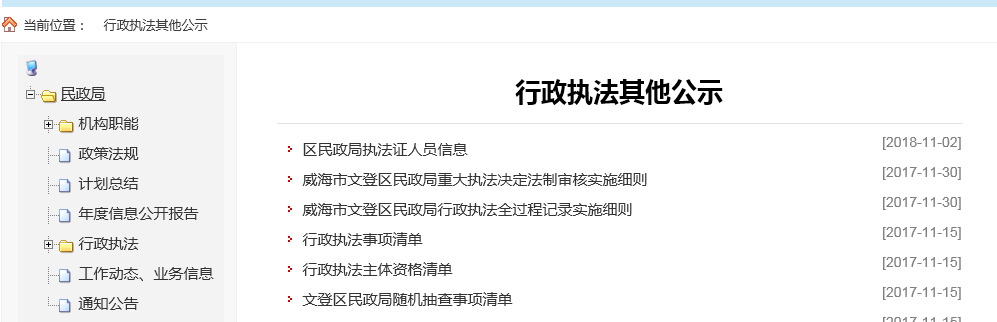 当前位置： 行政执法其他公示
民政局
机构职能
政策法规
计划总结
年度信息公开报告
行政执法
工作动态、业务信息
通知公告
行政执法其他公示
区民政局执法证人员信息 [2018-11-02]
威海市文登区民政局重大执法决定法制审核实施细则 [2017-11-30]
威海市文登区民政局行政执法全过程记录实施细则 [2017-11-30]
行政执法事项清单 [2017-11-15]
行政执法主体资格清单 [2017-11-15]
文登区民政局随机抽查事项清单 [2017-11-15]